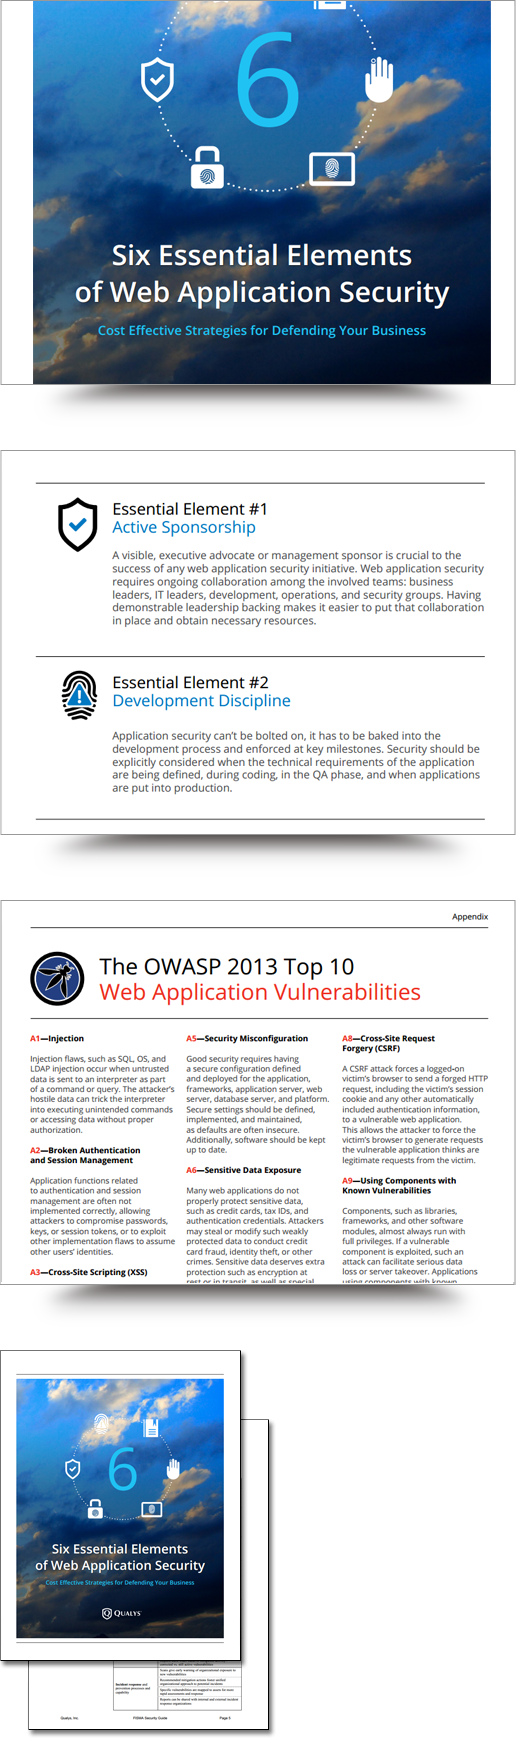 6
Six Essential Elements
of Web Application Security
Cost Effective Strategies for Defending Your Business
Essential Element #1
Active Sponsorship
A visible, executive advocate or management sponsor is crucial to the
success of any web application security initiative. Web application security
requires ongoing collaboration among the involved teams: business
leaders, IT leaders, development, operations, and security groups. Having
demonstrable leadership backing makes it easier to put that collaboration
in place and obtain necessary resources.
Essential Element #2
Development Discipline
Application security can't be bolted on, it has to be baked into the
development process and enforced at key milestones. Security should be
explicitly considered when the technical requirements of the application
are being defined, during coding, in the QA phase, and when applications
are put into production.
Appendix
The OWASP 2013 Top 10
Web Application Vulnerabilities
A1—Injection
Injection flaws, such as SQL, OS, and
LDAP injection occur when untrusted
data is sent to an interpreter as part
of a command or query. The attacker's
hostile data can trick the interpreter
into executing unintended commands
or accessing data without proper
authorization.
A2—Broken Authentication
and Session Management
Application functions related
to authentication and session
management are often not
implemented correctly, allowing
attackers to compromise passwords,
keys, or session tokens, or to exploit
other implementation flaws to assume
other users' identities.
A3—Cross-Site Scripting (XSS)
A5—Security Misconfiguration
Good security requires having
a secure configuration defined
and deployed for the application,
frameworks, application server, web
server, database server, and platform.
Secure settings should be defined,
implemented, and maintained,
as defaults are often insecure.
Additionally, software should be kept
up to date.
A6—Sensitive Data Exposure
Many web applications do not
properly protect sensitive data,
such as credit cards, tax IDs, and
authentication credentials. Attackers
may steal or modify such weakly
protected data to conduct credit
card fraud, identity theft, or other
crimes. Sensitive data deserves extra
protection such as encryption at
rest or in transit, as well as special
A8—Cross-Site Request
Forgery (CSRF)
A CSRF attack forces a logged-on
victim's browser to send a forged HTTP
request, including the victim's session
cookie and any other automatically
included authentication information,
to a vulnerable web application.
This allows the attacker to force the
victim's browser to generate requests
the vulnerable application thinks are
legitimate requests from the victim.
A9—Using Components with
Known Vulnerabilities
Components, such as libraries,
frameworks, and other software
modules, almost always run with
full privileges. If a vulnerable
component is exploited, such an
attack can facilitate serious data
loss or server takeover. Applications
using components with known
6
Six Essential Elements
of Web Application Security
Cost Effective Strategies for Defending Your Business
QUALYS
Incident response and
Qualys, Inc.
FISMA Security Guide
Page 5